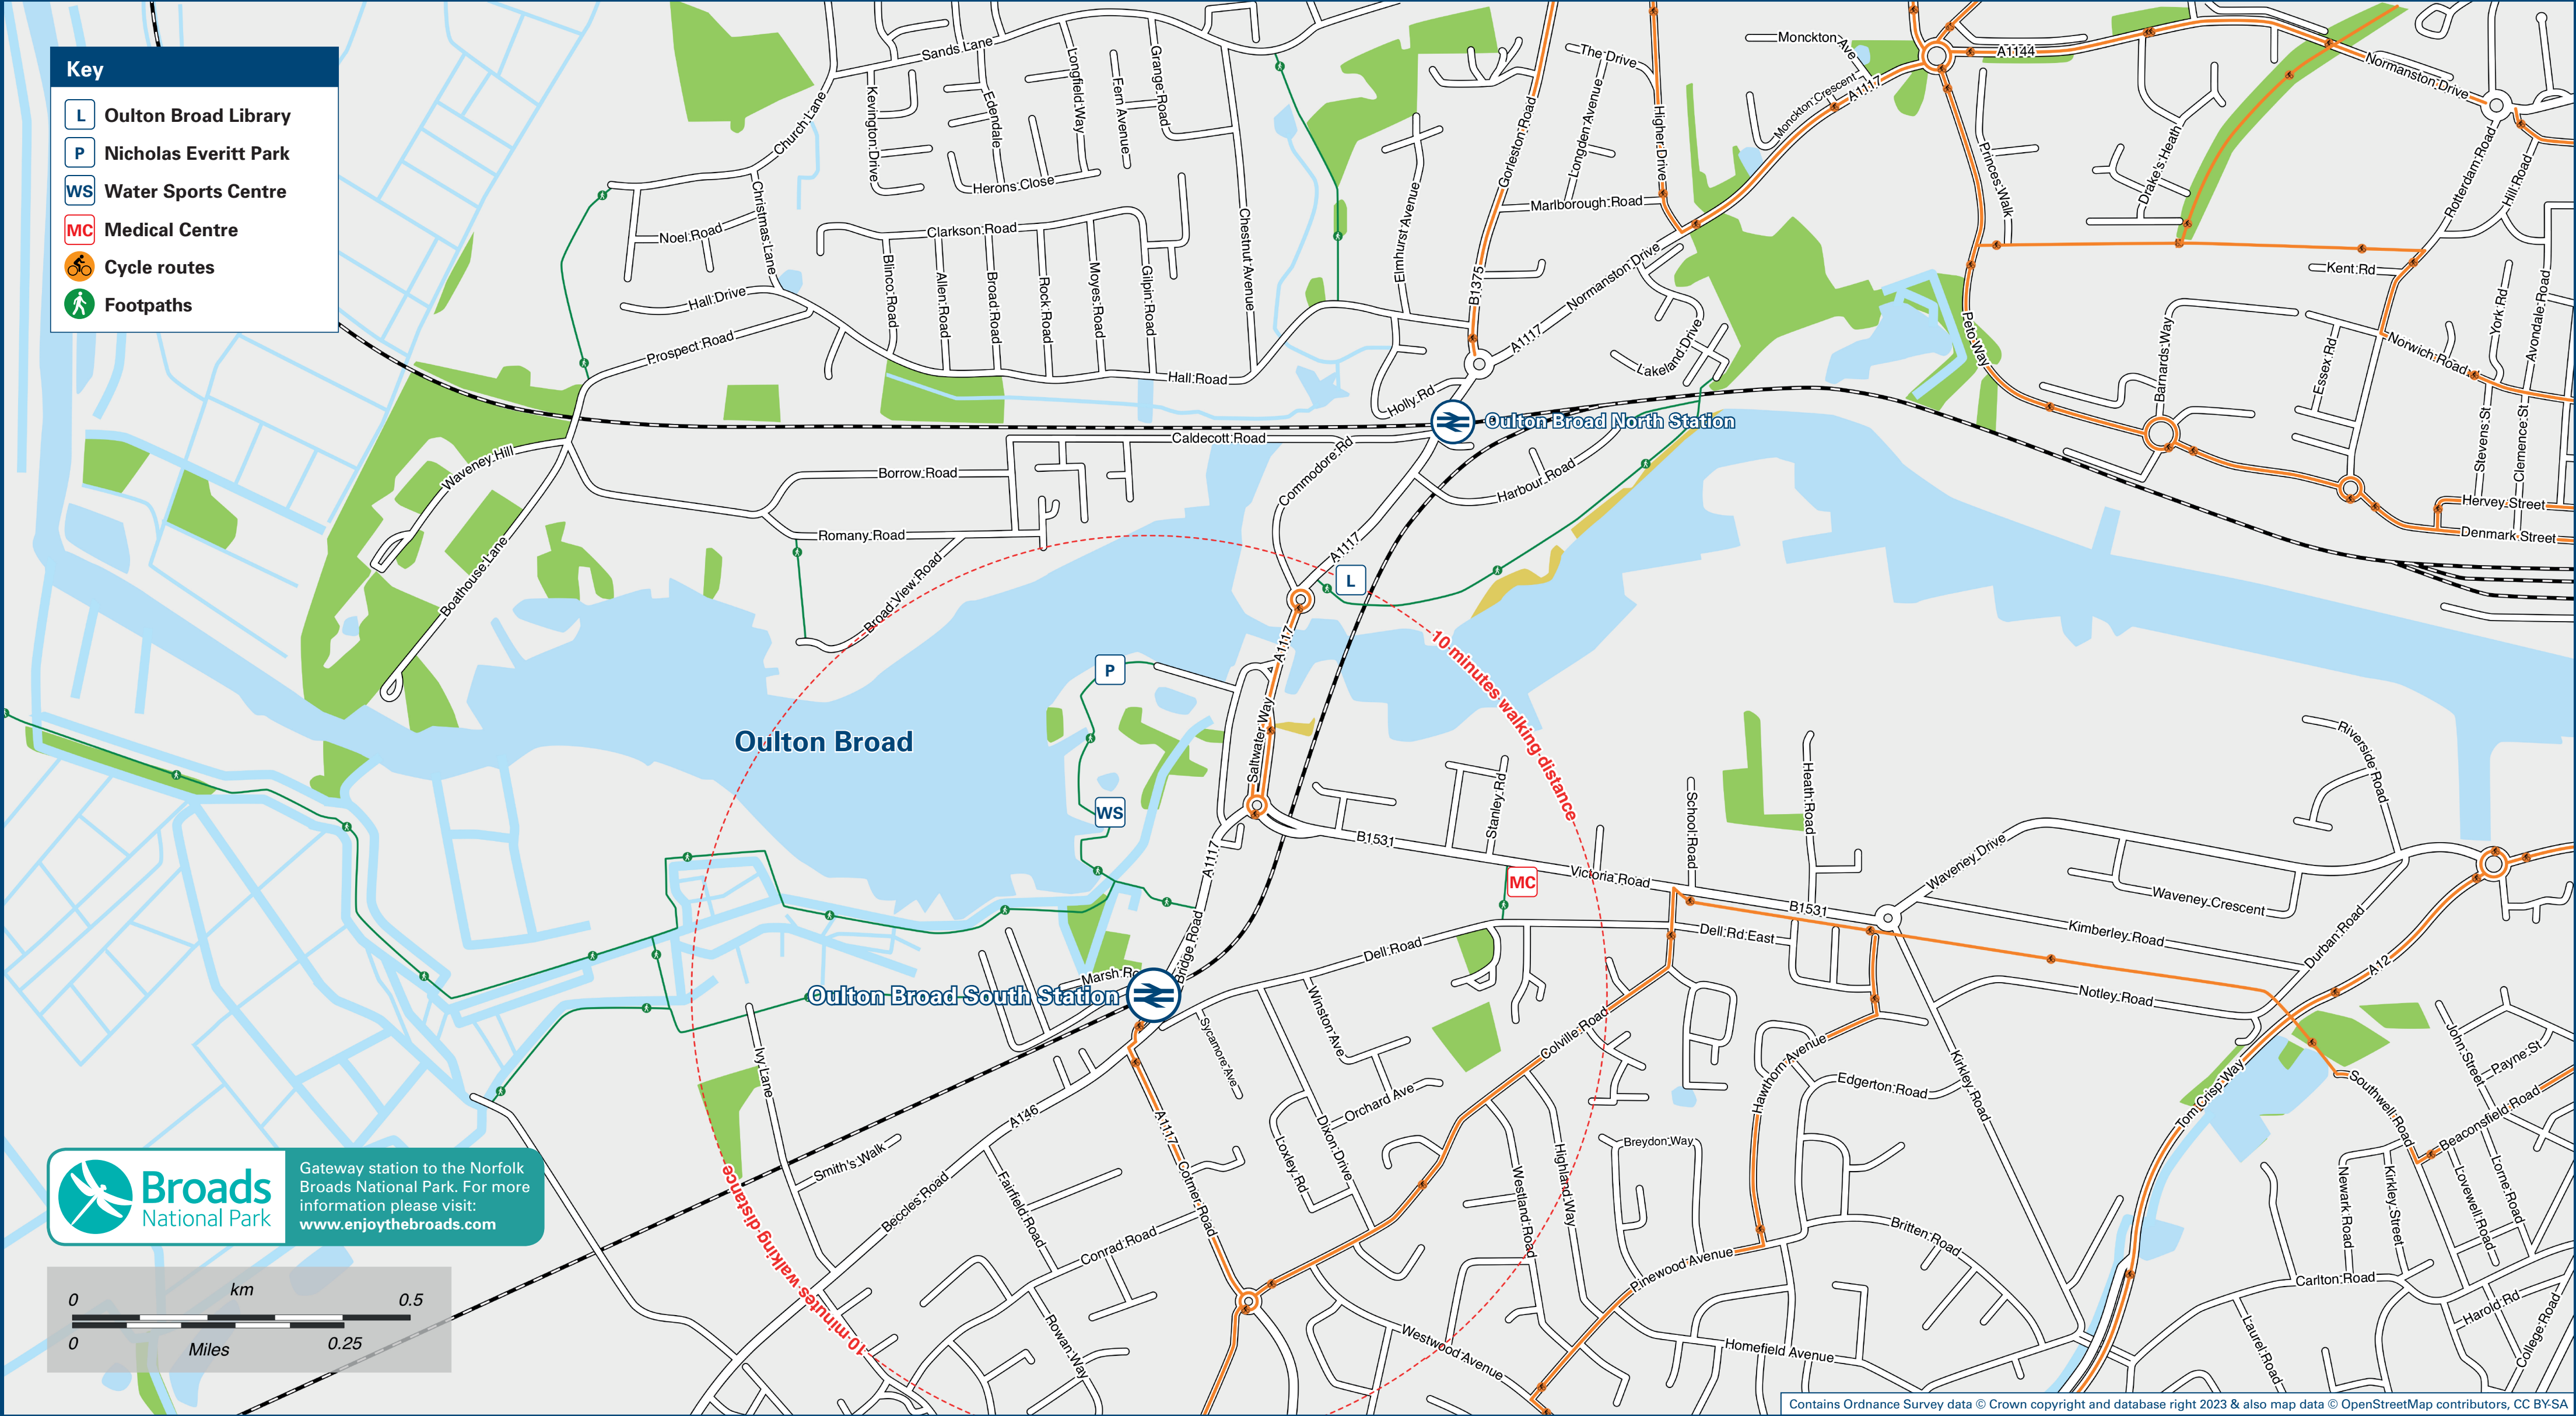 Key
L Oulton Broad Library
P Nicholas Everitt Park
WS Water Sports Centre
MC Medical Centre
Cycle routes
Footpaths
Sands Lane
Church Lane
Kevington Drive
Edendale
Longfield Way
Fern Avenue
Grange Road
Herons Close
Christmas Lane
Noel Road
Clarkson Road
Chestnut Avenue
Hall Drive
Blinco Road
Allen Road
Broad Road
Rock Road
Moyes Road
Gilpin Road
Prospect Road
Hall Road
Elmhurst Avenue
Gorleston Road
B1375
The Drive
Longden Avenue
Higher Drive
Marlborough Road
Normanston Drive
A1117
Lakeland Drive
Holly Rd
Monckton Ave
Monckton Crescent
A1117
A1144
Normanston Drive
Princes Walk
Drake's Heath
Rotterdam Road
Hill Road
Kent Rd
York Rd
Avondale Road
Peto Way
Barnards Way
Essex Rd
Norwich Road
Stevens St
Clemence St
Hervey Street
Denmark Street
Oulton Broad North Station
Caldecott Road
Commodore Rd
Harbour Road
Waveney Hill
Borrow Road
Romany Road
Boathouse Lane
Broad View Road
A1117
L
A1117
10 minutes walking distance
P
Saltwater Way
Oulton Broad
WS
A1117
B1531
Stanley Rd
School Road
Heath Road
Riverside Road
MC
Victoria Road
B1531
Waveney Drive
Waveney Crescent
Kimberley Road
Durban Road
A12
Dell Road
Dell Rd East
Bridge Road
Marsh Ro
Oulton Broad South Station
Notley Road
Winston Ave
Sycamore Ave
Colville Road
Ivy Lane
A146
A1117
Orchard Ave
Dixon Drive
Loxley Rd
Hawthorn Avenue
Edgerton Road
Kirkley Road
Tom Crisp Way
Southwell Road
John Street
Payne St
Beaconsfield Road
Smith's Walk
Beccles Road
Fairfield Road
Colmer Road
Conrad Road
Rowan Way
Breydon Way
Highland Way
Westland Road
Pinewood Avenue
Britten Road
Westwood Avenue
Homefield Avenue
Newark Road
Kirkley Street
Lovewell Road
Lorne Road
Carlton Road
Harold Rd
Laurel Road
College Road
10 minutes walking distance
Broads
National Park
Gateway station to the Norfolk
Broads National Park. For more
information please visit:
www.enjoythebroads.com
km
0 0.5
0 Miles 0.25
Contains Ordnance Survey data © Crown copyright and database right 2023 & also map data © OpenStreetMap contributors, CC BY-SA